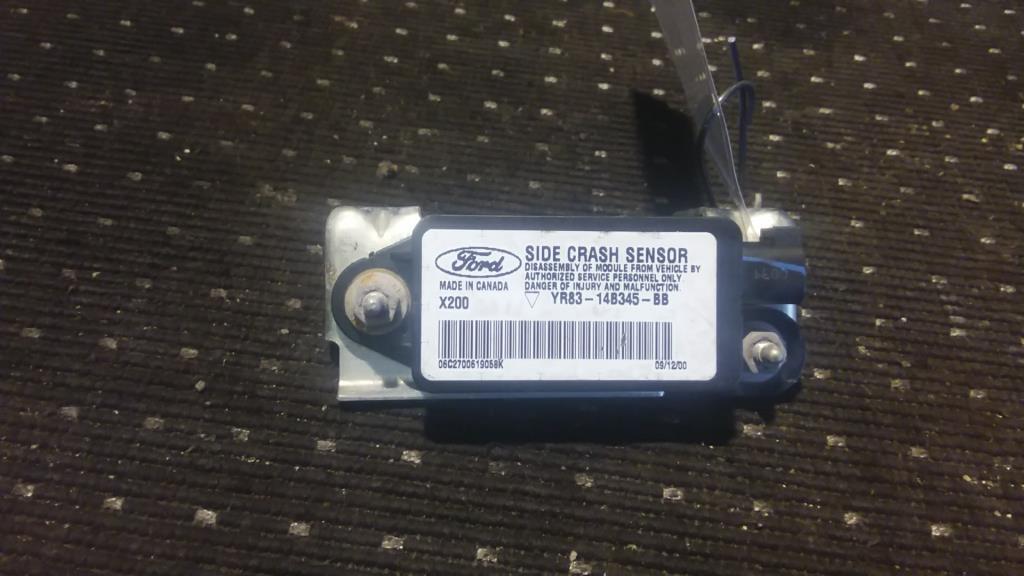 Ford
SIDE CRASH SENSOR
DISASSEMBLY OF MODULE FROM VEHICLE BY
AUTHORIZED SERVICE PERSONNEL ONLY
DANGER OF INJURY AND MALFUNCTION.
MADE IN CANADA
X200
YR83-14B345-BB
06C2700619058K
09/12/00